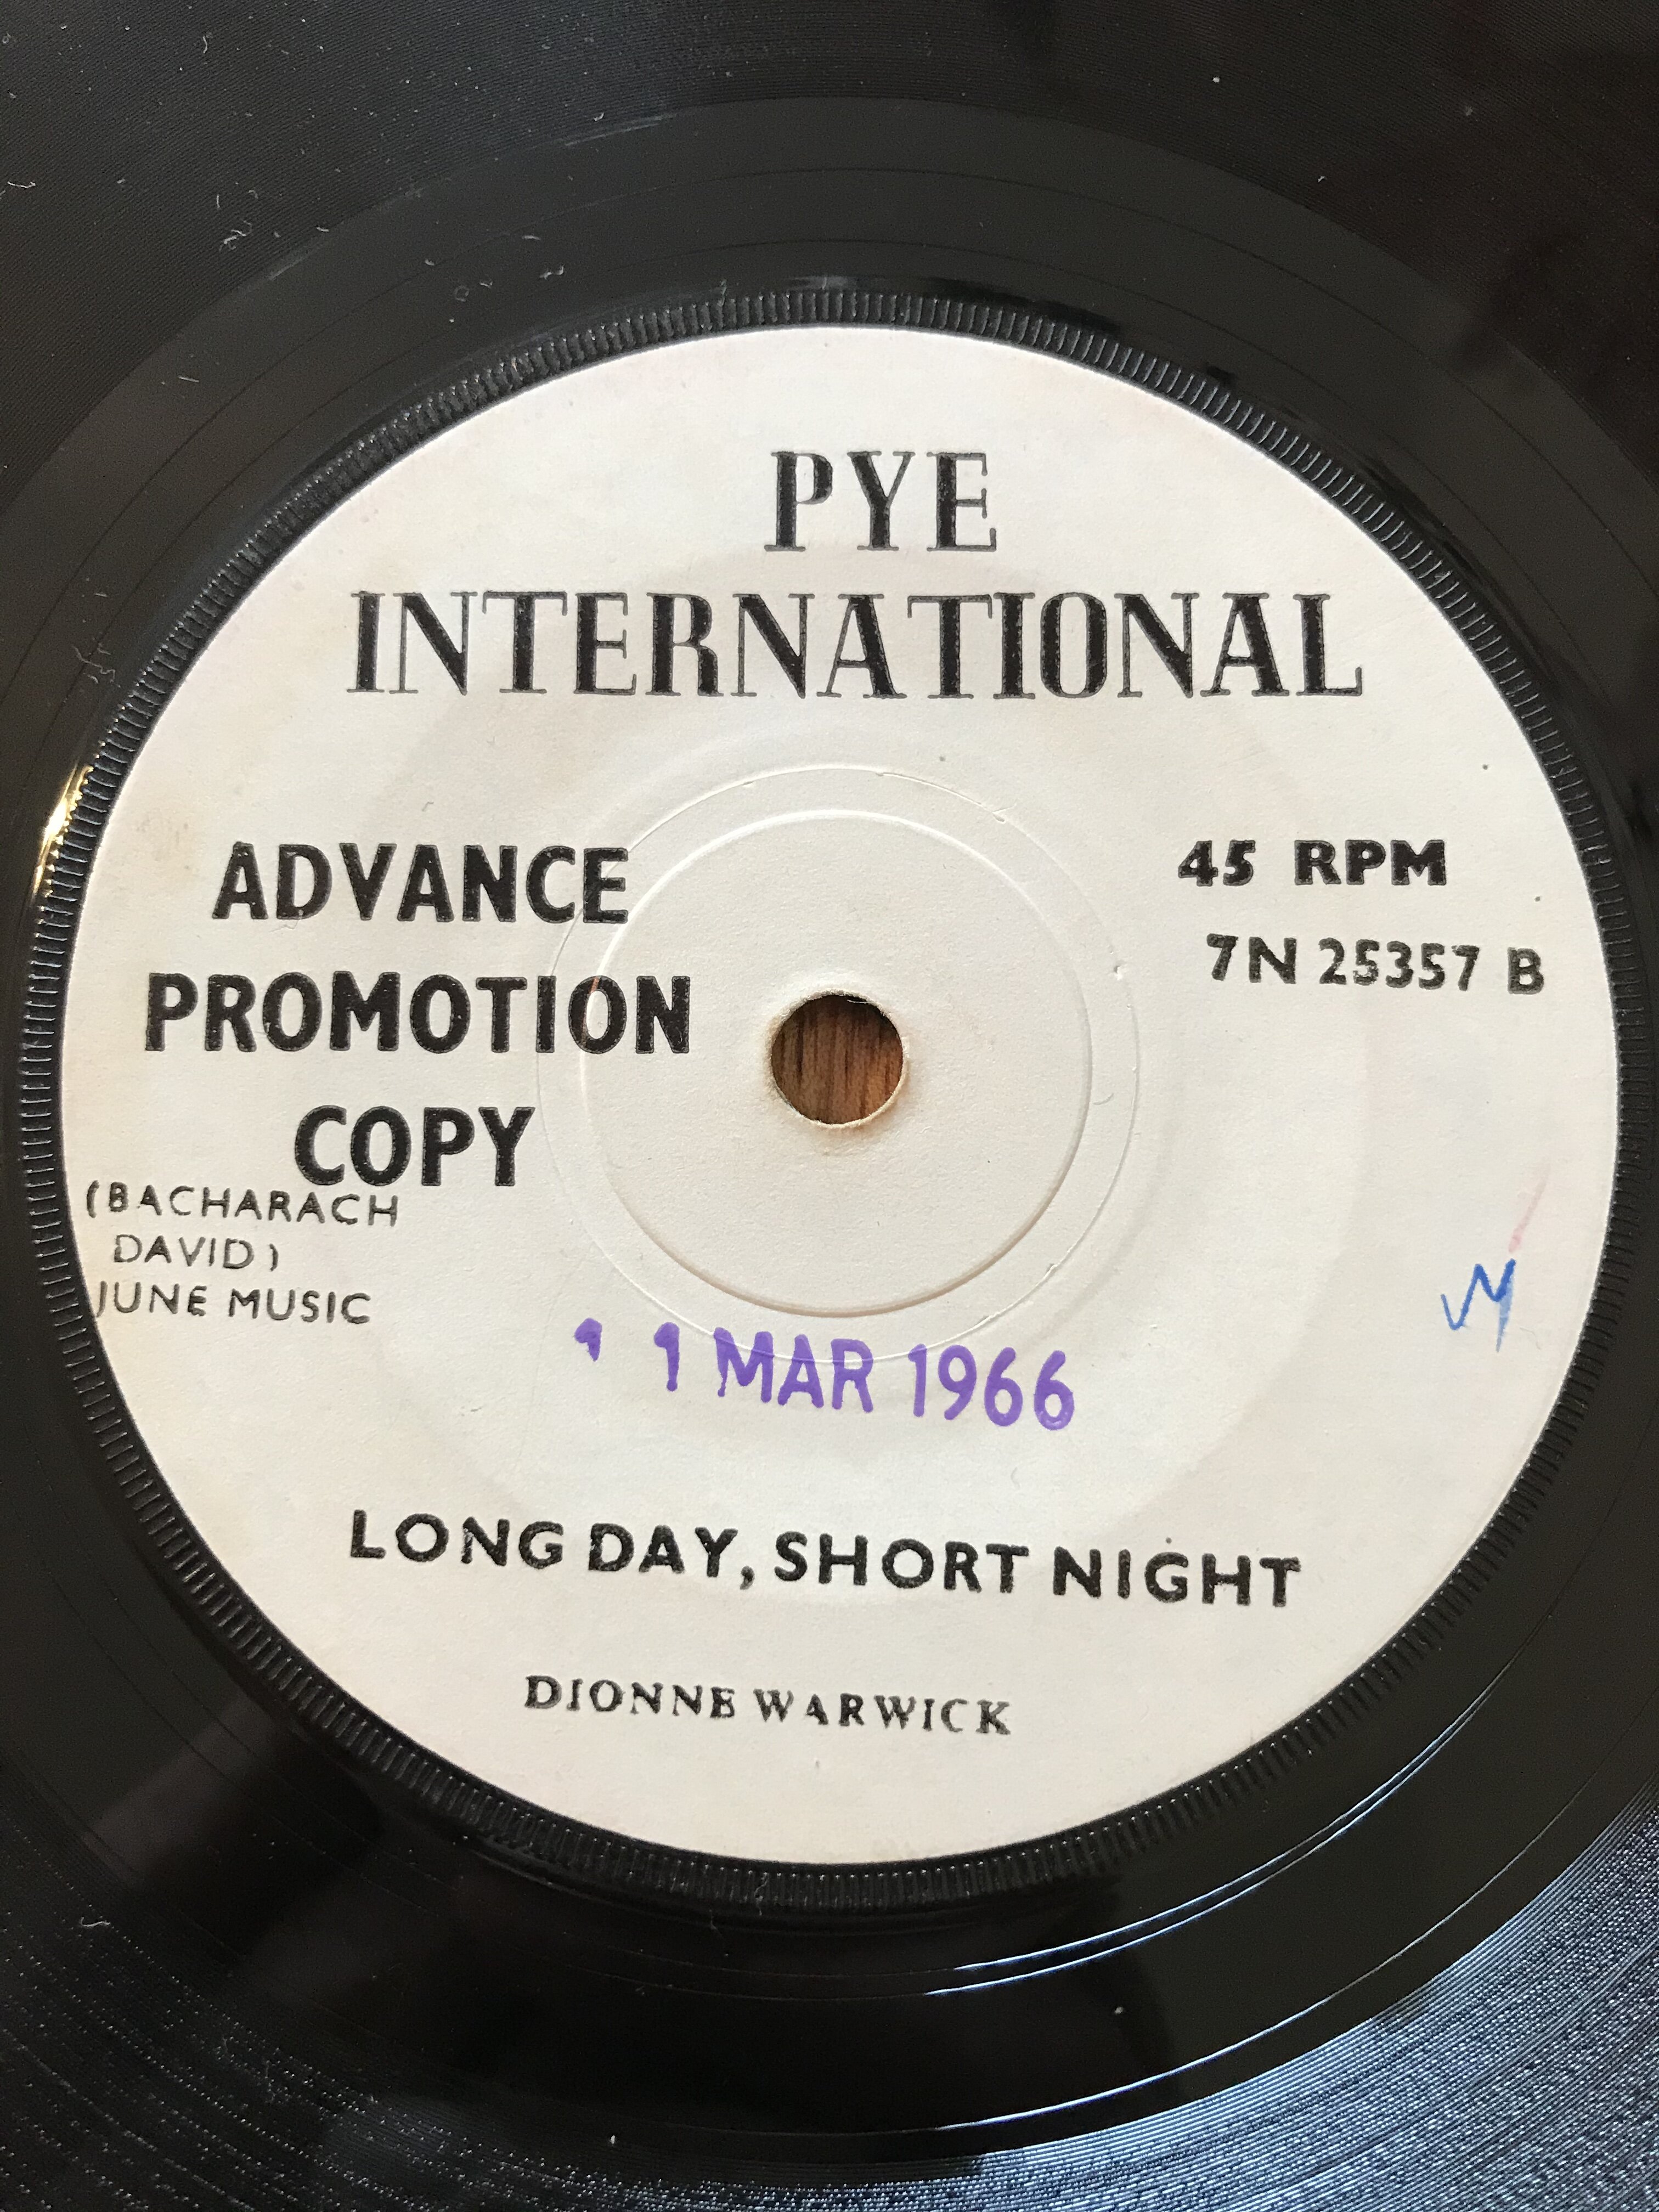 PYE
INTERNATIONAL
ADVANCE
PROMOTION
COPY
45 RPM
7N 25357 B
(BACHARACH
DAVID)
JUNE MUSIC
1 MAR 1966
LONG DAY, SHORT NIGHT
DIONNE WARWICK